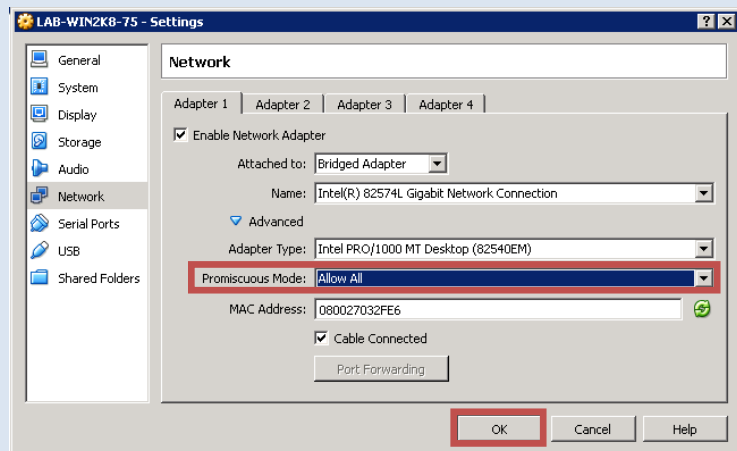 LAB-WIN2K8-75 - Settings
General
System
Display
Storage
Audio
Network
Serial Ports
USB
Shared Folders
Network
Adapter 1 Adapter 2 Adapter 3 Adapter 4
Enable Network Adapter
Attached to: Bridged Adapter
Name: Intel(R) 82574L Gigabit Network Connection
Advanced
Adapter Type: Intel PRO/1000 MT Desktop (82540EM)
Promiscuous Mode: Allow All
MAC Address: 080027032FE6
Cable Connected
Port Forwarding
OK Cancel Help